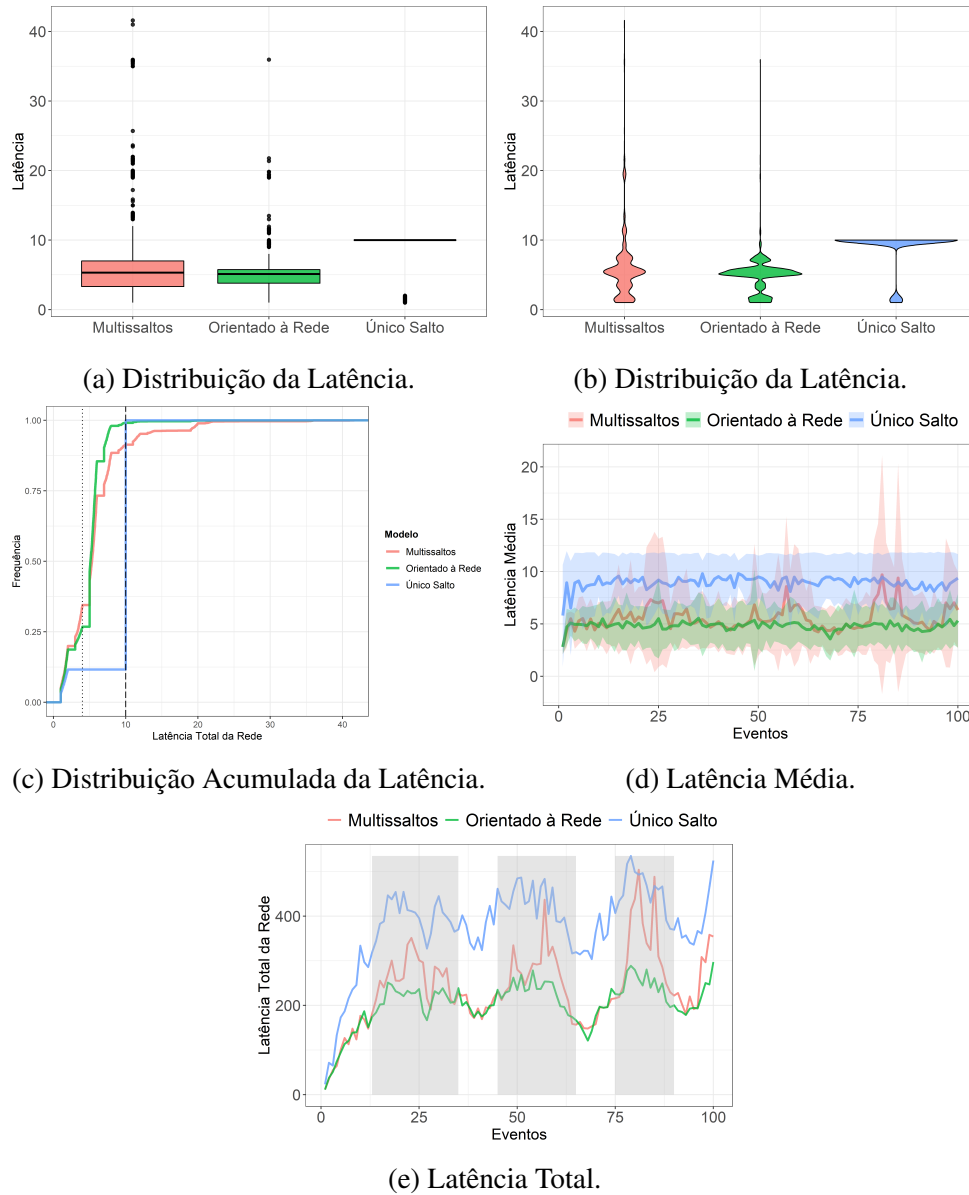 40
30
20
10
0
Latência
Multissaltos Orientado à Rede Único Salto
(a) Distribuição da Latência.
40
30
20
10
0
Latência
Multissaltos Orientado à Rede Único Salto
(b) Distribuição da Latência.
1.00
0.75
0.50
0.25
0.00
Frequência
0 10 20 30 40
Latência Total da Rede
Modelo
Multissaltos
Orientado à Rede
Único Salto
(c) Distribuição Acumulada da Latência.
Multissaltos Orientado à Rede Único Salto
20
15
10
5
0
Latência Média
0 25 50 75 100
Eventos
(d) Latência Média.
Multissaltos Orientado à Rede Único Salto
400
200
0
Latência Total da Rede
0 25 50 75 100
Eventos
(e) Latência Total.